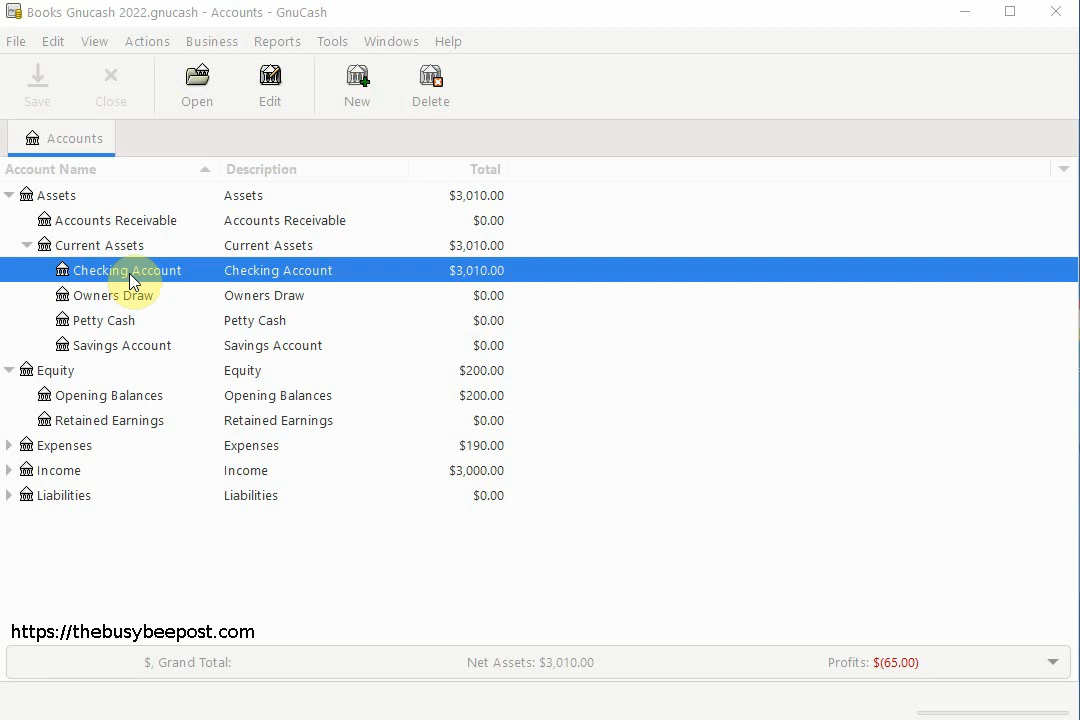 Books Gnucash 2022.gnucash - Accounts - GnuCash
File Edit View Actions Business Reports Tools Windows Help
Save Close Open Edit New Delete
Accounts
Account Name Description Total
Assets Assets $3,010.00
Accounts Receivable Accounts Receivable $0.00
Current Assets Current Assets $3,010.00
Checking Account Checking Account $3,010.00
Owners Draw Owners Draw $0.00
Petty Cash Petty Cash $0.00
Savings Account Savings Account $0.00
Equity Equity $200.00
Opening Balances Opening Balances $200.00
Retained Earnings Retained Earnings $0.00
Expenses Expenses $190.00
Income Income $3,000.00
Liabilities Liabilities $0.00
https://thebusybeepost.com
$, Grand Total: Net Assets: $3,010.00 Profits: $(65.00)